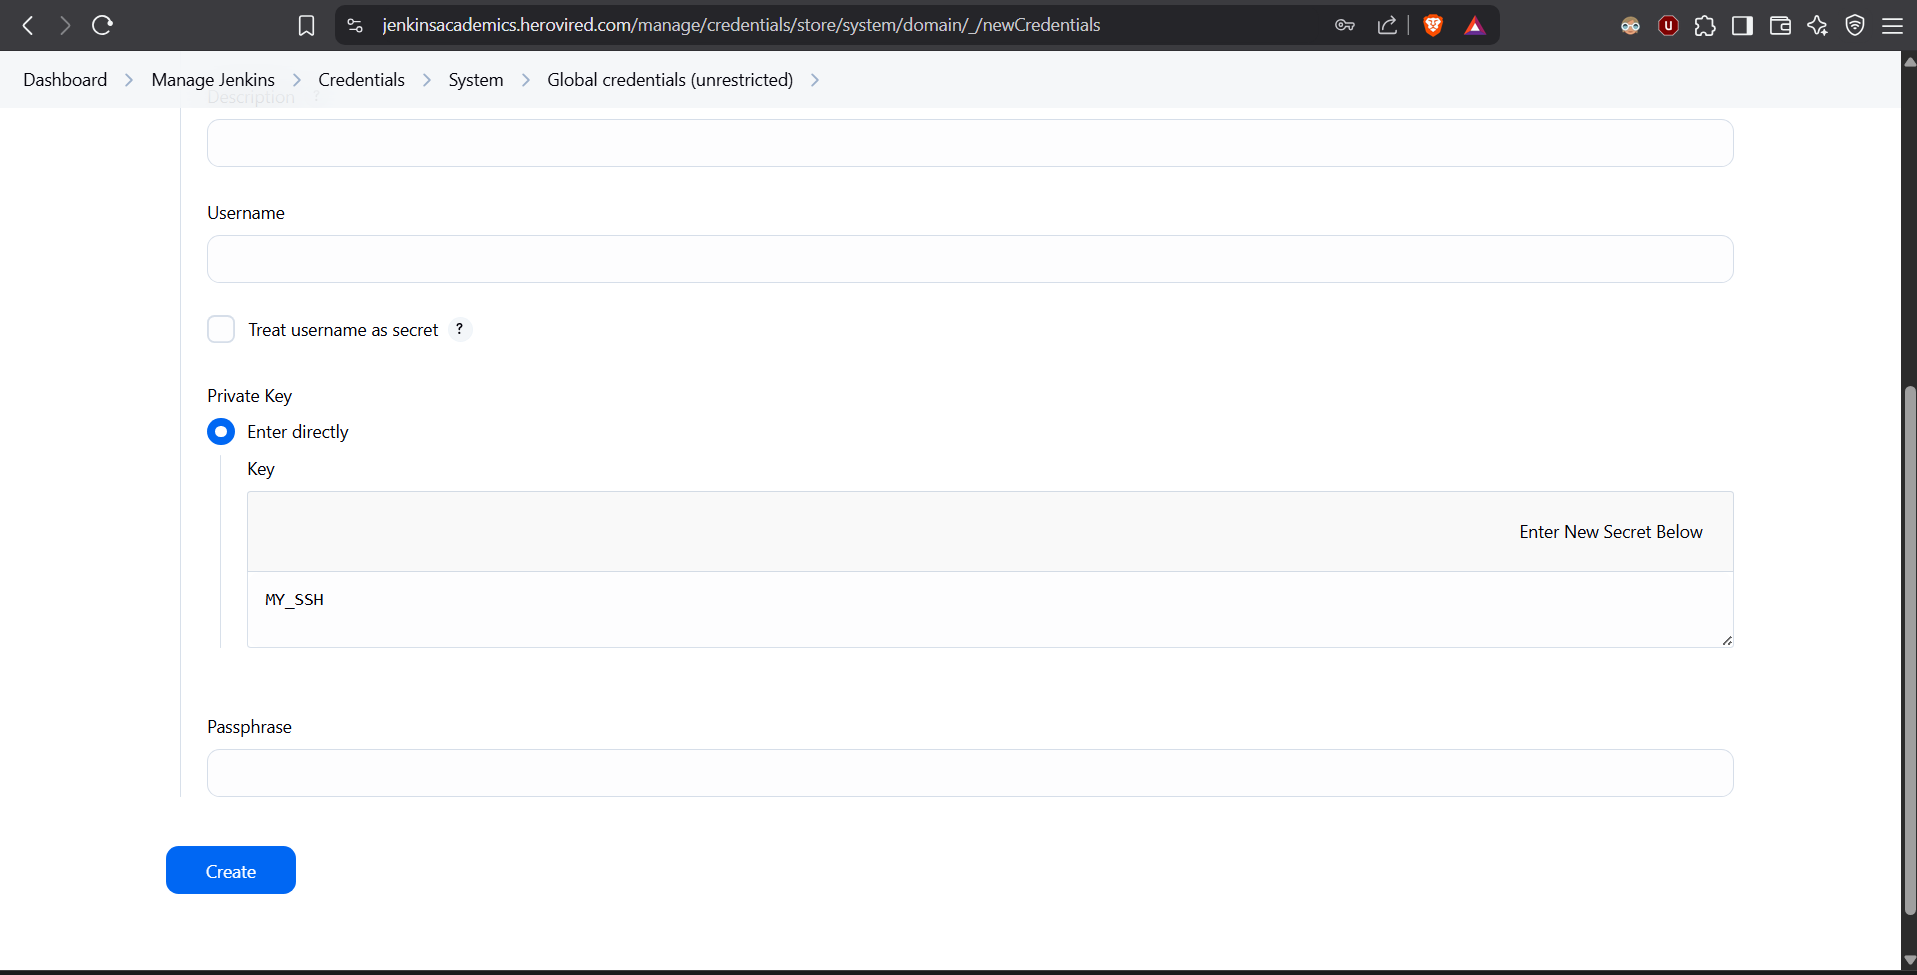 jenkinsacademics.herovired.com/manage/credentials/store/system/domain/_/newCredentials
Dashboard > Manage Jenkins > Credentials > System > Global credentials (unrestricted) >
Description ?
Username
Treat username as secret ?
Private Key
Enter directly
Key
Enter New Secret Below
MY_SSH
Passphrase
Create